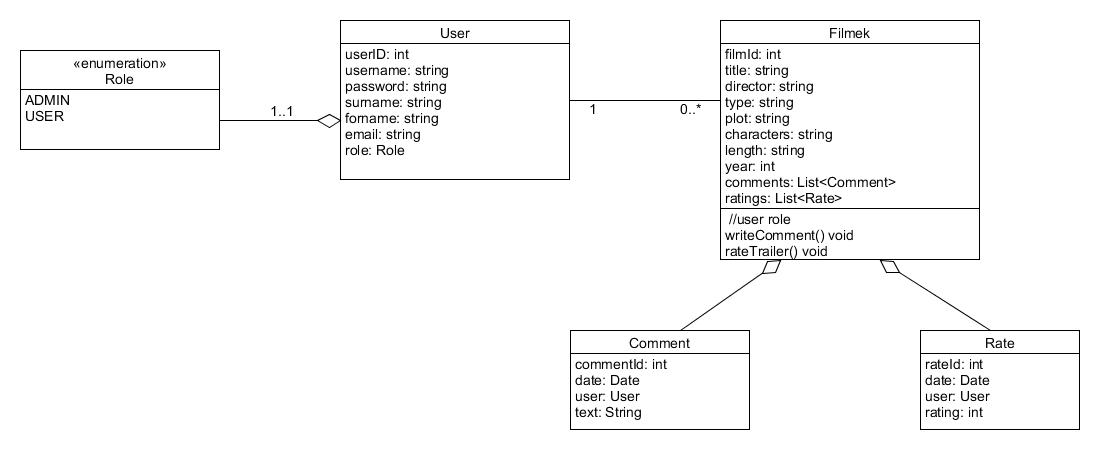 «enumeration»
Role
ADMIN
USER
1..1
User
userID: int
username: string
password: string
surname: string
forname: string
email: string
role: Role
1
0..*
Filmek
filmId: int
title: string
director: string
type: string
plot: string
characters: string
length: string
year: int
comments: List<Comment>
ratings: List<Rate>
//user role
writeComment() void
rateTrailer() void
Comment
commentId: int
date: Date
user: User
text: String
Rate
rateId: int
date: Date
user: User
rating: int